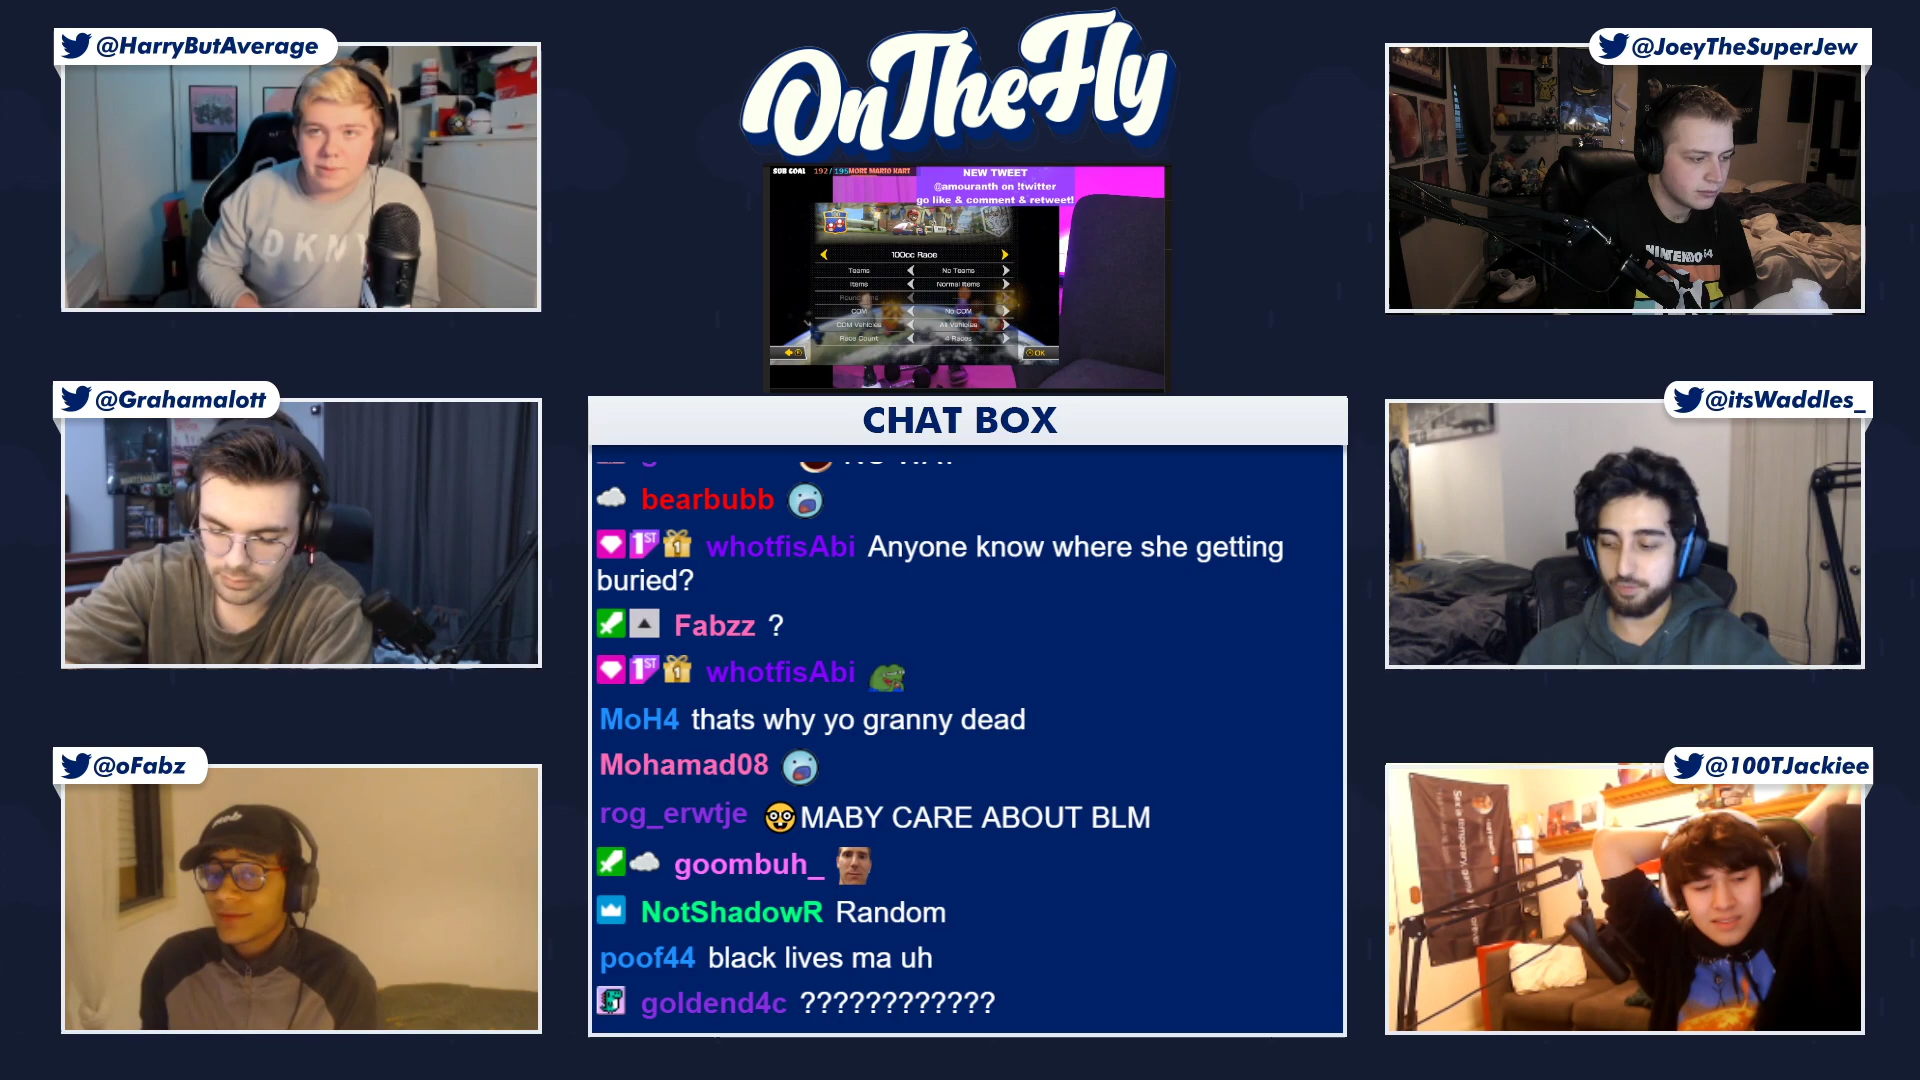 @HarryButAverage
OnTheFly
@JoeyTheSuperJew
DKNY
NINTENDO 64
SUB GOAL 192/195 MORE MARIO KART
NEW TWEET
@amouranth on !twitter
go like & comment & retweet!
100cc Race
Teams No Teams
Items Normal Items
COM No COM
COM Vehicles All Vehicles
Race Count 4 Races
OK
@Grahamalott
@itsWaddles_
CHAT BOX
bearbubb
1ST 1 whotfisAbi Anyone know where she getting
buried?
Fabzz ?
1ST 1 whotfisAbi
MoH4 thats why yo granny dead
Mohamad08
rog_erwtje MABY CARE ABOUT BLM
goombuh_
NotShadowR Random
poof44 black lives ma uh
goldend4c ????????????
@oFabz
@100TJackiee